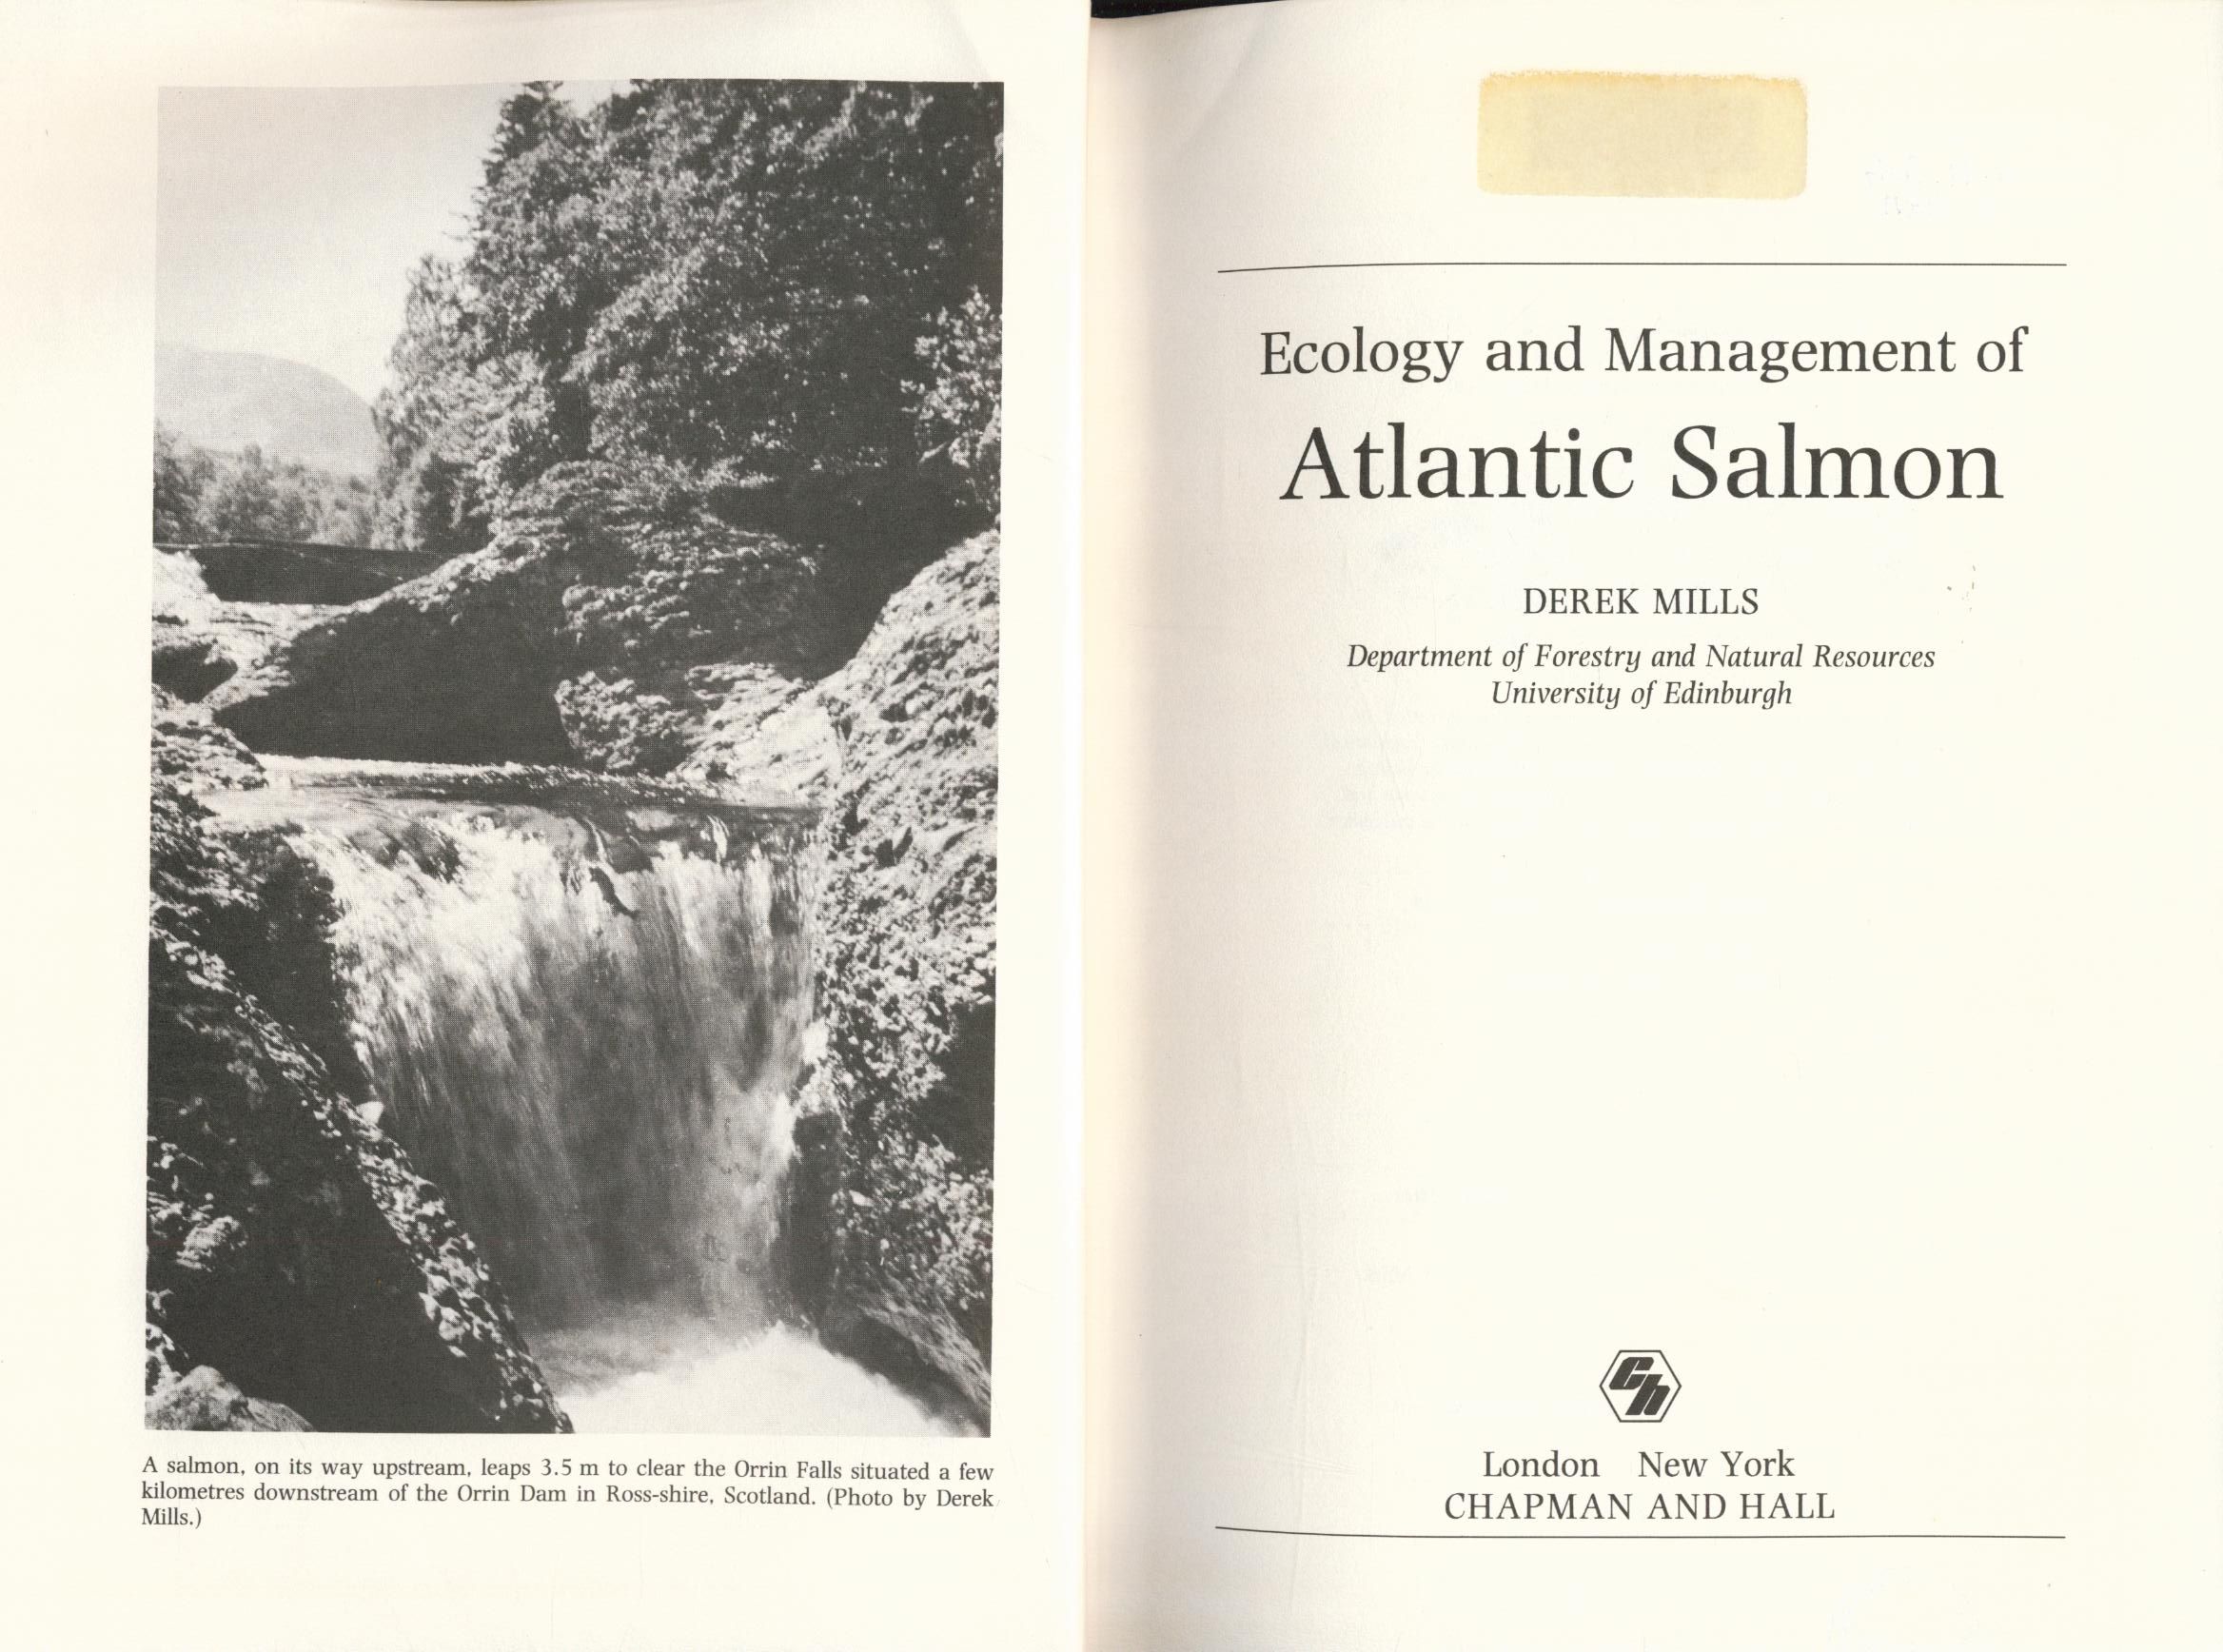 A salmon, on its way upstream, leaps 3.5 m to clear the Orrin Falls situated a few
kilometres downstream of the Orrin Dam in Ross-shire, Scotland. (Photo by Derek
Mills.)
Ecology and Management of
Atlantic Salmon
DEREK MILLS
Department of Forestry and Natural Resources
University of Edinburgh
Ch
London New York
CHAPMAN AND HALL